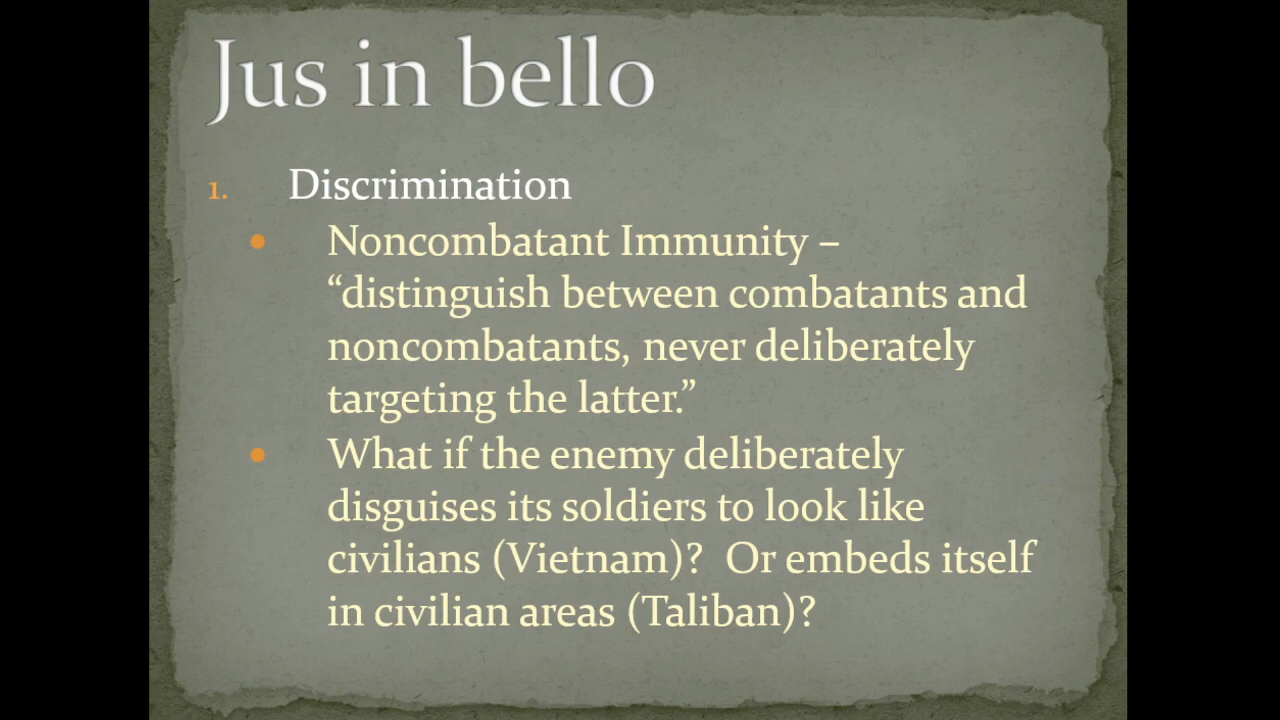 Jus in bello
1. Discrimination
• Noncombatant Immunity –
“distinguish between combatants and
noncombatants, never deliberately
targeting the latter.”
• What if the enemy deliberately
disguises its soldiers to look like
civilians (Vietnam)?  Or embeds itself
in civilian areas (Taliban)?